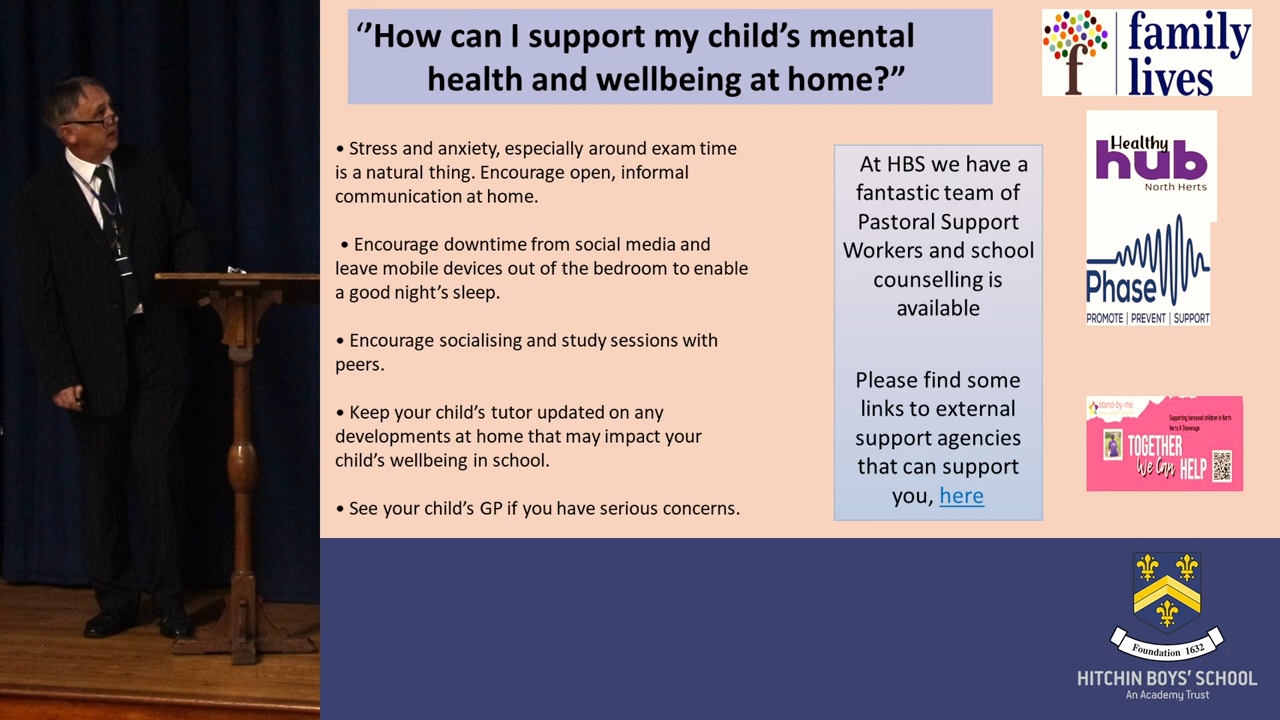 ‘’How can I support my child’s mental
health and wellbeing at home?”
family
lives
• Stress and anxiety, especially around exam time
is a natural thing. Encourage open, informal
communication at home.
• Encourage downtime from social media and
leave mobile devices out of the bedroom to enable
a good night’s sleep.
• Encourage socialising and study sessions with
peers.
• Keep your child’s tutor updated on any
developments at home that may impact your
child’s wellbeing in school.
• See your child’s GP if you have serious concerns.
At HBS we have a
fantastic team of
Pastoral Support
Workers and school
counselling is
available
Please find some
links to external
support agencies
that can support
you, here
Healthy
hub
North Herts
Phase
PROMOTE | PREVENT | SUPPORT
stand-by-me
Supporting bereaved children in North
Herts & Stevenage
TOGETHER
We Can HELP
Foundation 1632
HITCHIN BOYS’ SCHOOL
An Academy Trust